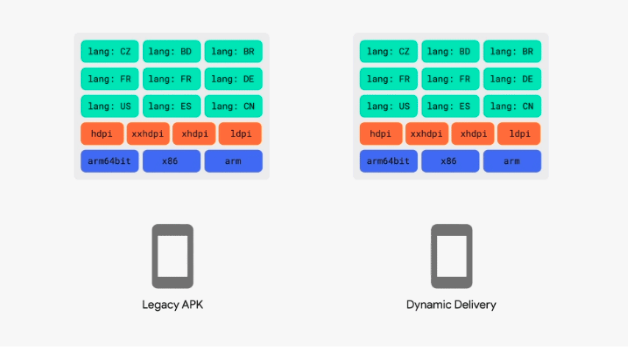 lang: CZ lang: BD lang: BR
lang: FR lang: FR lang: DE
lang: US lang: ES lang: CN
hdpi xxhdpi xhdpi ldpi
arm64bit x86 arm
Legacy APK
lang: CZ lang: BD lang: BR
lang: FR lang: FR lang: DE
lang: US lang: ES lang: CN
hdpi xxhdpi xhdpi ldpi
arm64bit x86 arm
Dynamic Delivery